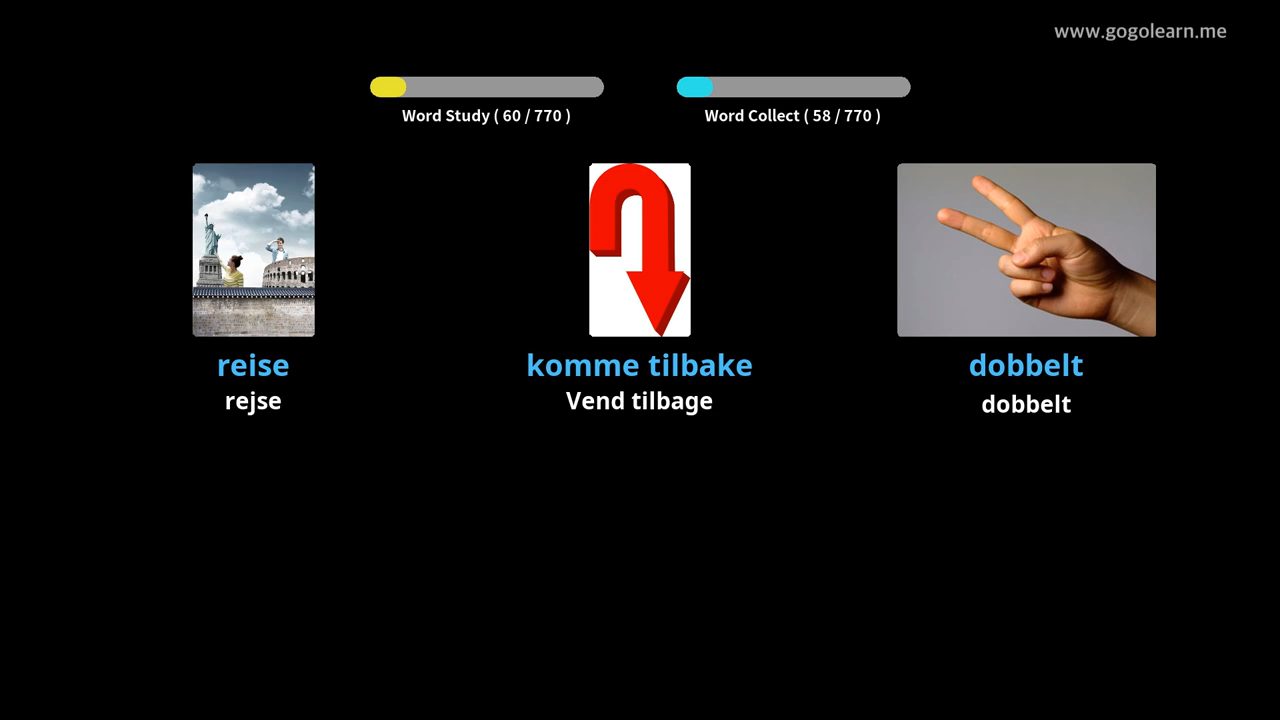 www.gogolearn.me
Word Study ( 60 / 770 )
Word Collect ( 58 / 770 )
reise
rejse
komme tilbake
Vend tilbage
dobbelt
dobbelt